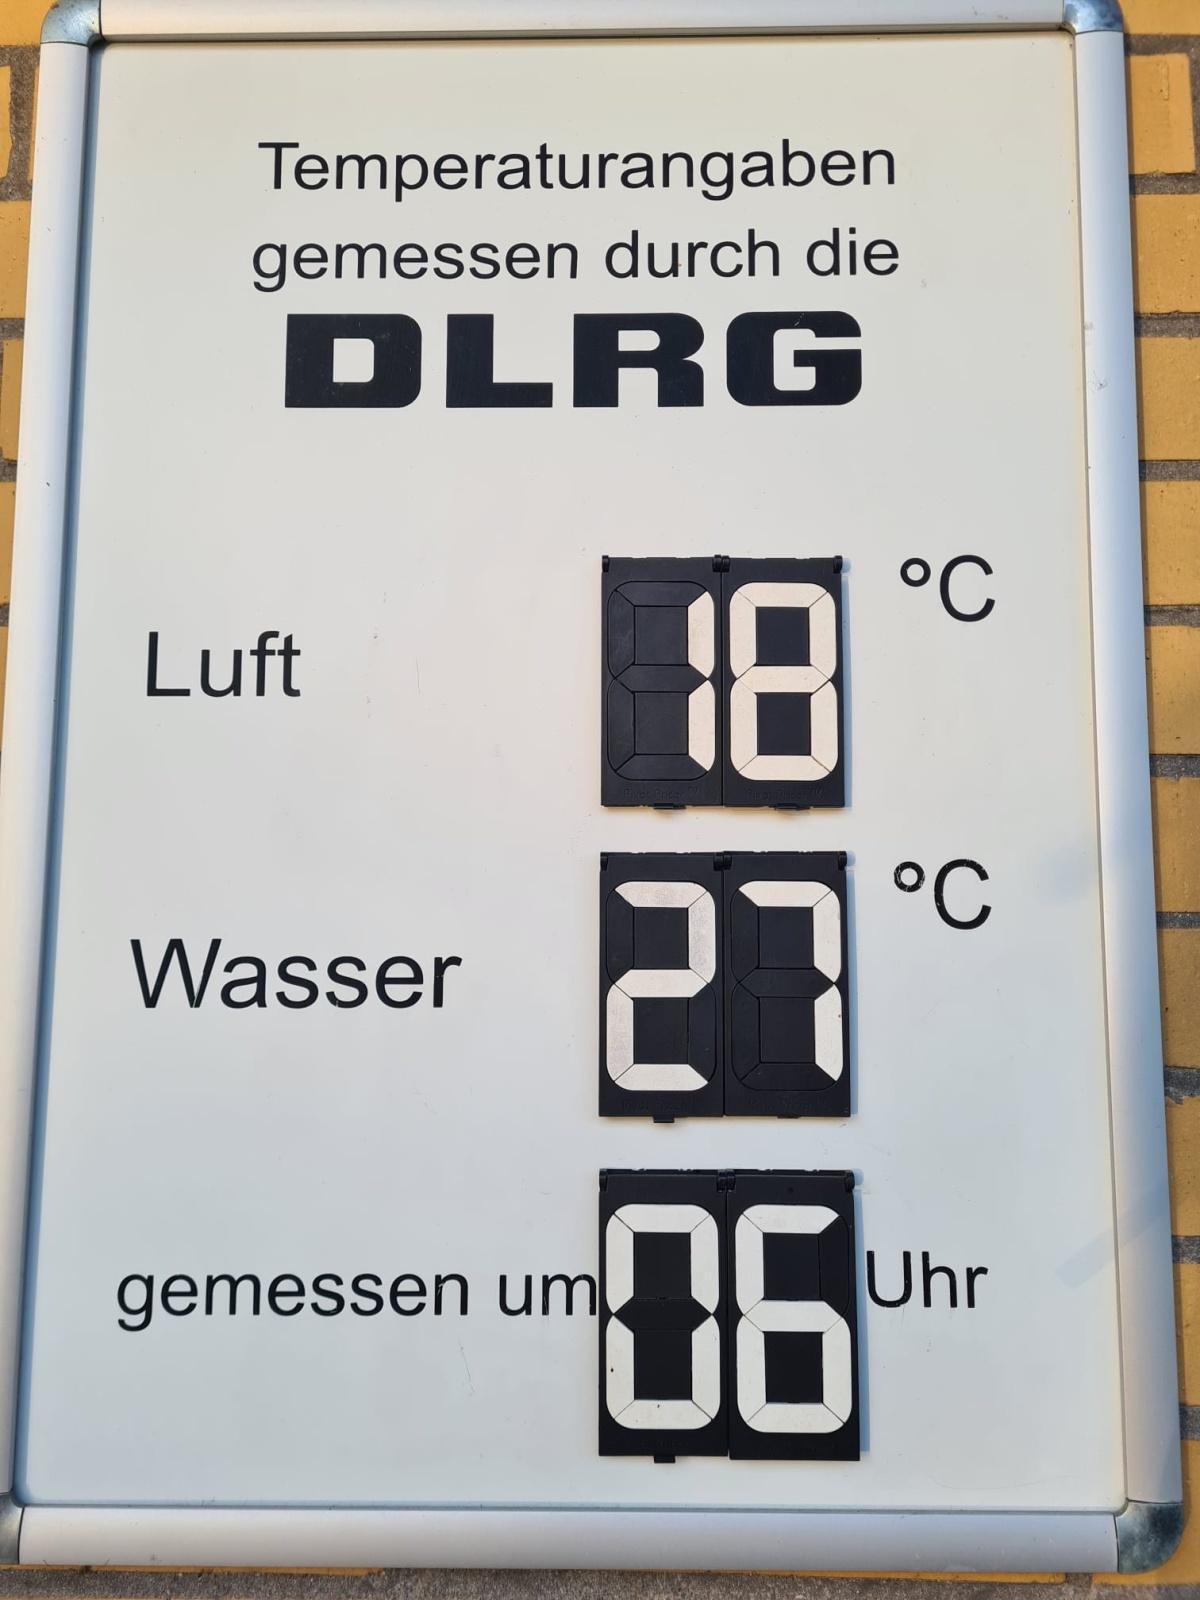 Temperaturangaben
gemessen durch die
DLRG
Luft 18 °C
Wasser 27 °C
gemessen um 06 Uhr